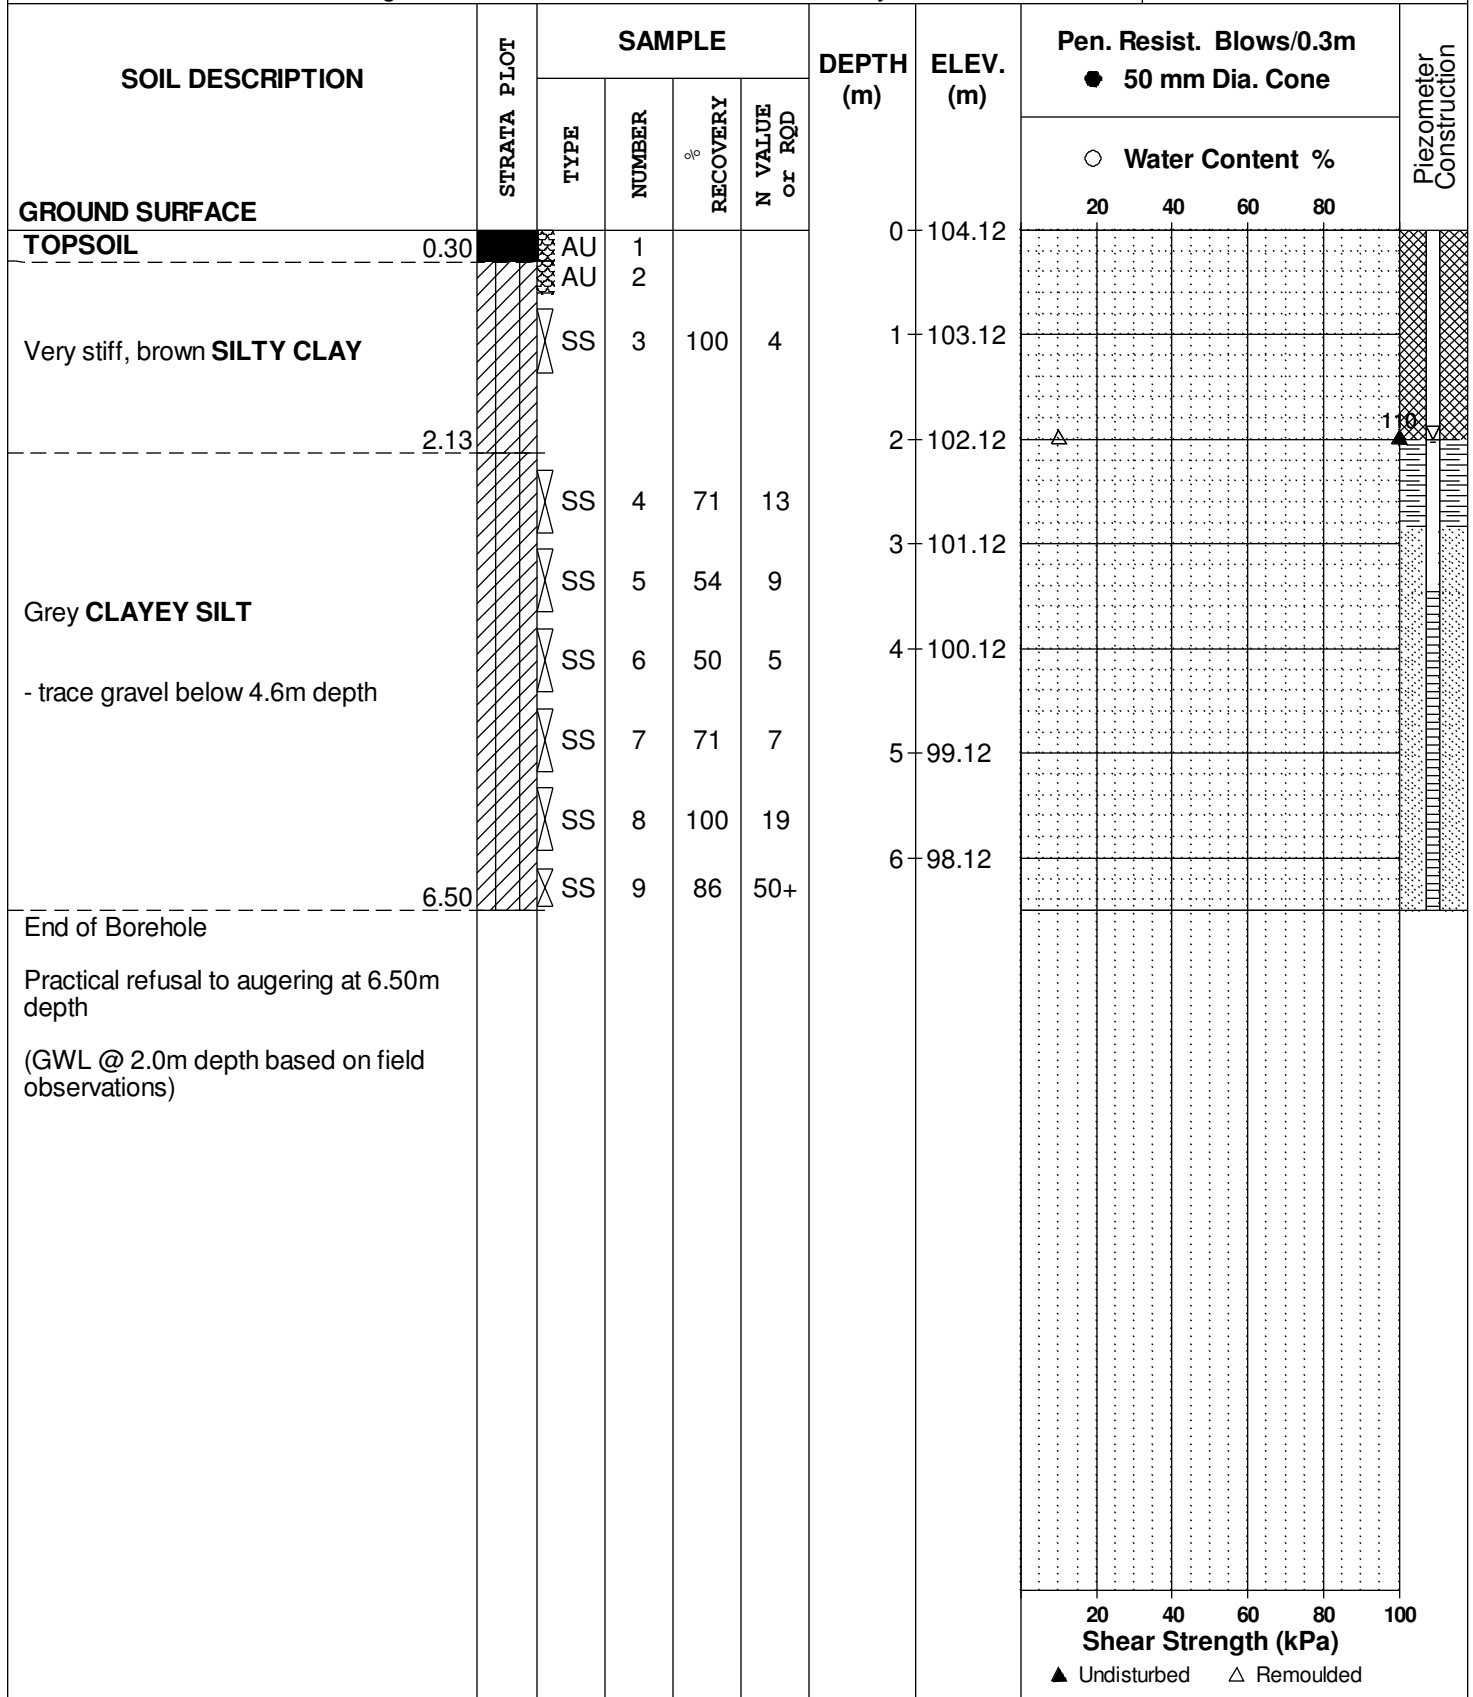 SOIL DESCRIPTION
GROUND SURFACE
STRATA PLOT
SAMPLE
TYPE
NUMBER
%
RECOVERY
N VALUE
or RQD
DEPTH
(m)
ELEV.
(m)
Pen. Resist. Blows/0.3m
● 50 mm Dia. Cone
○ Water Content %
20 40 60 80
Piezometer
Construction
TOPSOIL 0.30
AU 1
AU 2
0 104.12
Very stiff, brown SILTY CLAY
SS 3 100 4
1 103.12
110
2.13
2 102.12
SS 4 71 13
3 101.12
SS 5 54 9
Grey CLAYEY SILT
4 100.12
SS 6 50 5
- trace gravel below 4.6m depth
SS 7 71 7
5 99.12
SS 8 100 19
6 98.12
SS 9 86 50+
6.50
End of Borehole
Practical refusal to augering at 6.50m
depth
(GWL @ 2.0m depth based on field
observations)
20 40 60 80 100
Shear Strength (kPa)
▲ Undisturbed △ Remoulded